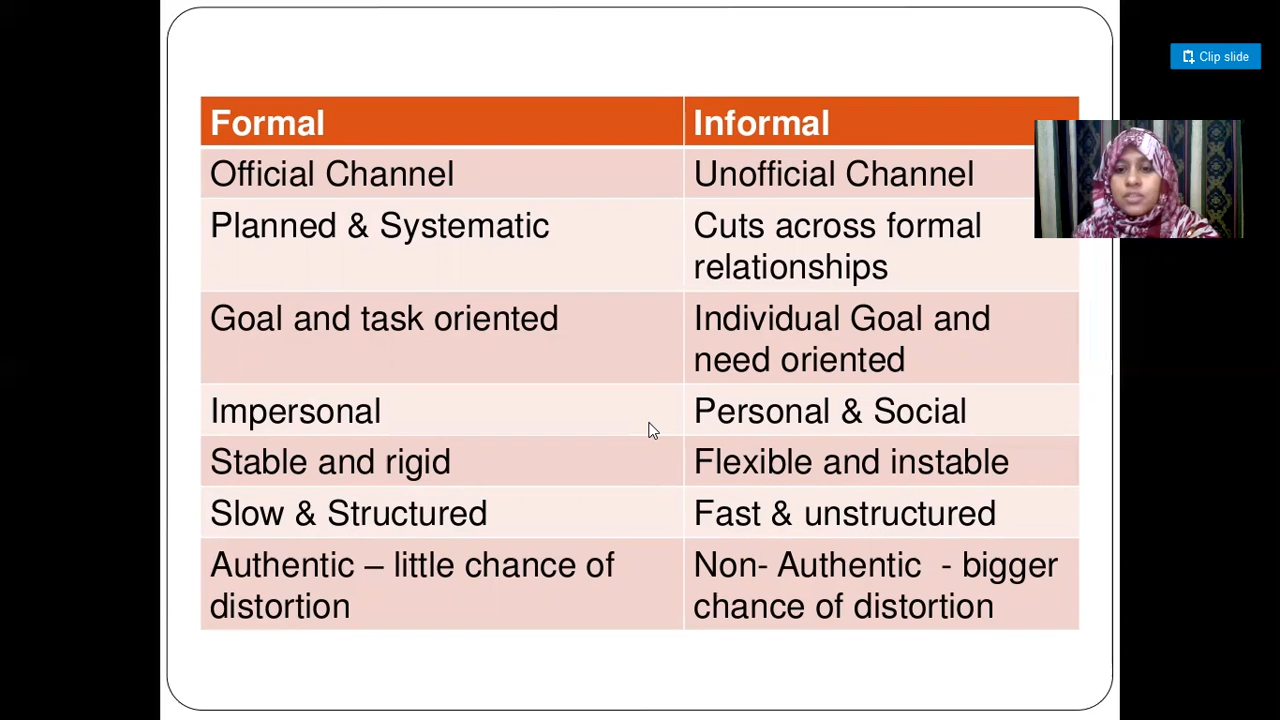 Clip slide
Formal
Informal
Official Channel
Unofficial Channel
Planned & Systematic
Cuts across formal
relationships
Goal and task oriented
Individual Goal and
need oriented
Impersonal
Personal & Social
Stable and rigid
Flexible and instable
Slow & Structured
Fast & unstructured
Authentic – little chance of
distortion
Non- Authentic  - bigger
chance of distortion